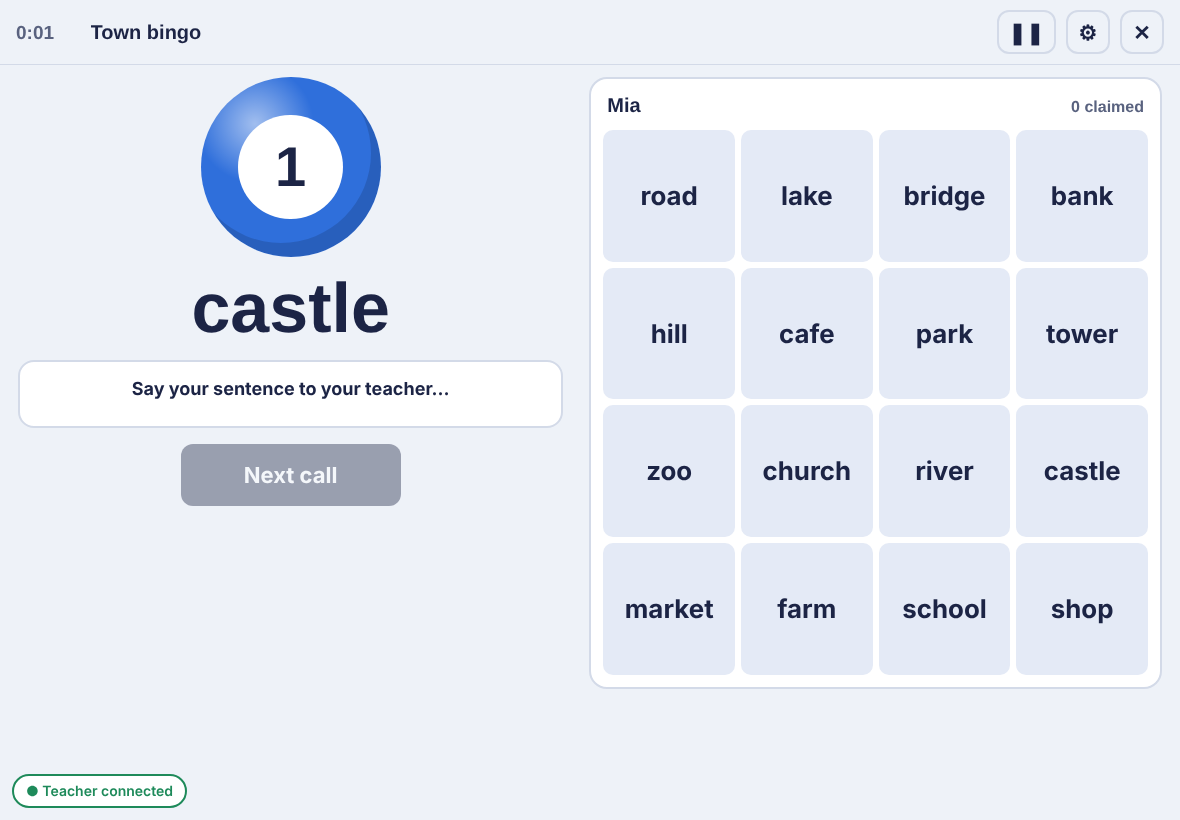 0:01 Town bingo
1
castle
Say your sentence to your teacher...
Next call
Mia 0 claimed
road lake bridge bank
hill cafe park tower
zoo church river castle
market farm school shop
Teacher connected